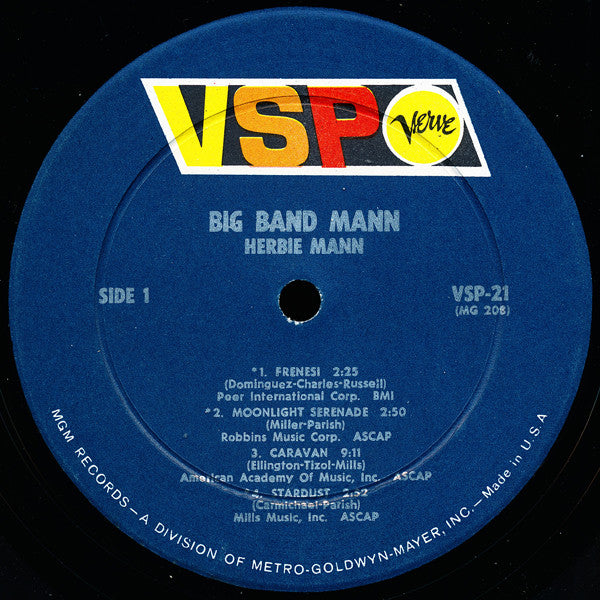 VSP Verve
BIG BAND MANN
HERBIE MANN
SIDE 1
VSP-21
(MG 208)
*1. FRENESI 2:25
(Dominguez-Charles-Russell)
Peer International Corp. BMI
*2. MOONLIGHT SERENADE 2:50
(Miller-Parish)
Robbins Music Corp. ASCAP
3. CARAVAN 9:11
(Ellington-Tizol-Mills)
American Academy Of Music, Inc. ASCAP
4. STARDUST 2:52
(Carmichael-Parish)
Mills Music, Inc. ASCAP
MGM RECORDS—A DIVISION OF METRO-GOLDWYN-MAYER, INC.—Made in U.S.A